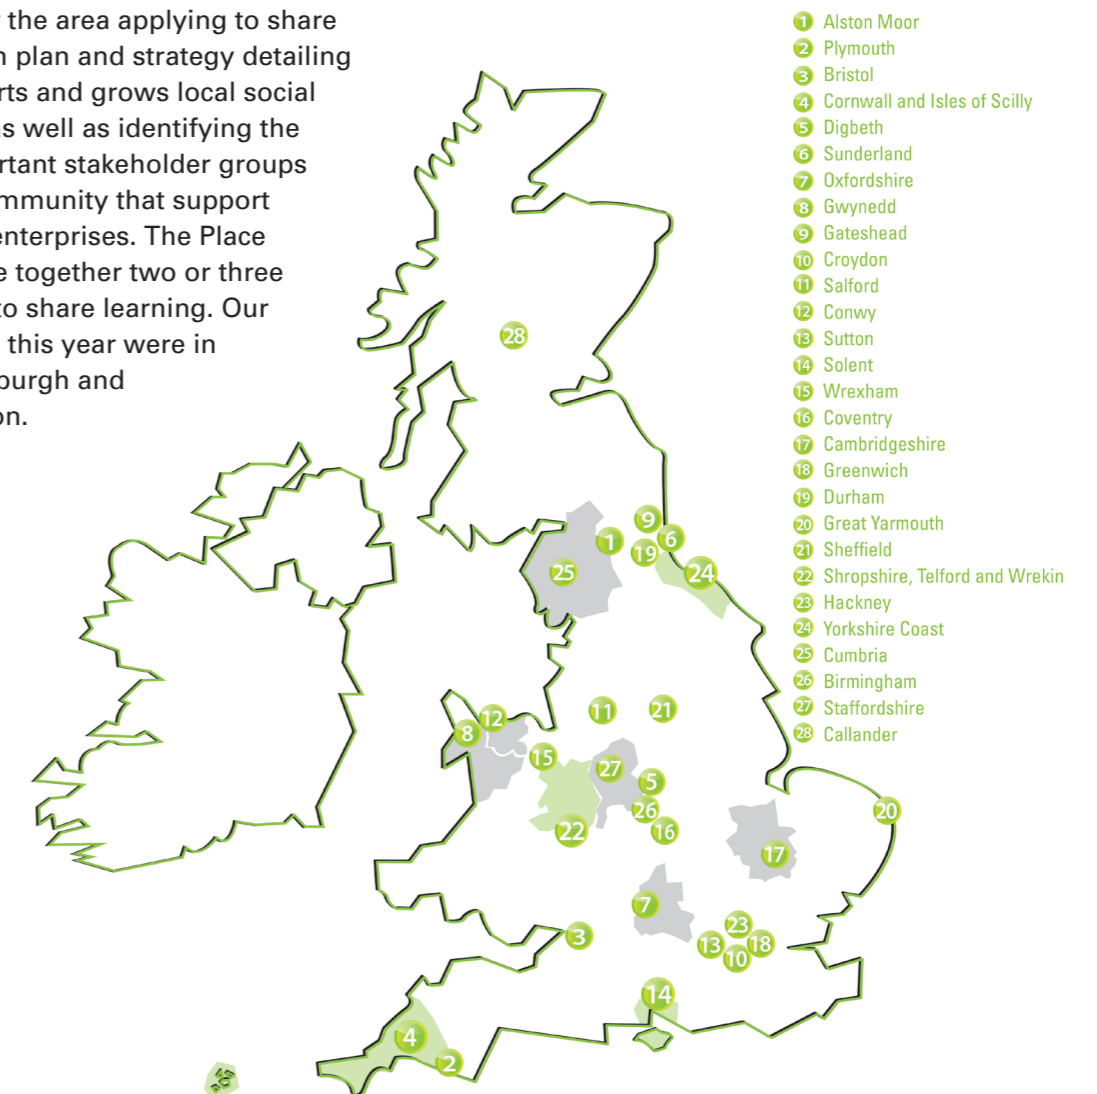 the area applying to share
plan and strategy detailing
rts and grows local social
as well as identifying the
rtant stakeholder groups
mmunity that support
enterprises. The Place
e together two or three
to share learning. Our
this year were in
burgh and
on.
1 Alston Moor
2 Plymouth
3 Bristol
4 Cornwall and Isles of Scilly
5 Digbeth
6 Sunderland
7 Oxfordshire
8 Gwynedd
9 Gateshead
10 Croydon
11 Salford
12 Conwy
13 Sutton
14 Solent
15 Wrexham
16 Coventry
17 Cambridgeshire
18 Greenwich
19 Durham
20 Great Yarmouth
21 Sheffield
22 Shropshire, Telford and Wrekin
23 Hackney
24 Yorkshire Coast
25 Cumbria
26 Birmingham
27 Staffordshire
28 Callander
28
9
1
6
19
25
24
12
11
21
8
15
27
5
26
20
22
16
17
7
23
3
13
18
10
14
4
2